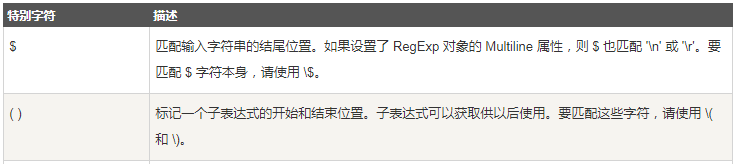 特别字符 描述
$ 匹配输入字符串的结尾位置。如果设置了 RegExp 对象的 Multiline 属性，则 $ 也匹配 '\n' 或 '\r'。要
匹配 $ 字符本身，请使用 \$。
( ) 标记一个子表达式的开始和结束位置。子表达式可以获取供以后使用。要匹配这些字符，请使用 \(
和 \)。